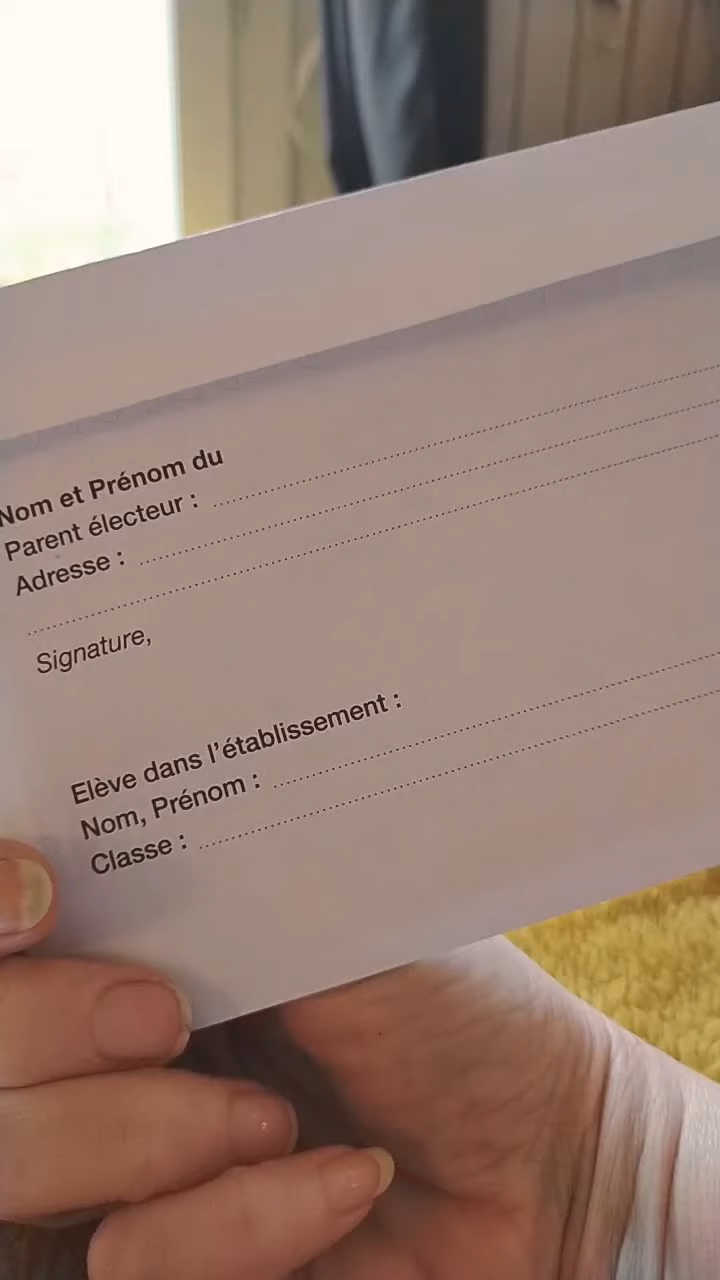 Nom et Prénom du
Parent électeur :
Adresse :
Signature,
Elève dans l'établissement :
Nom, Prénom :
Classe :